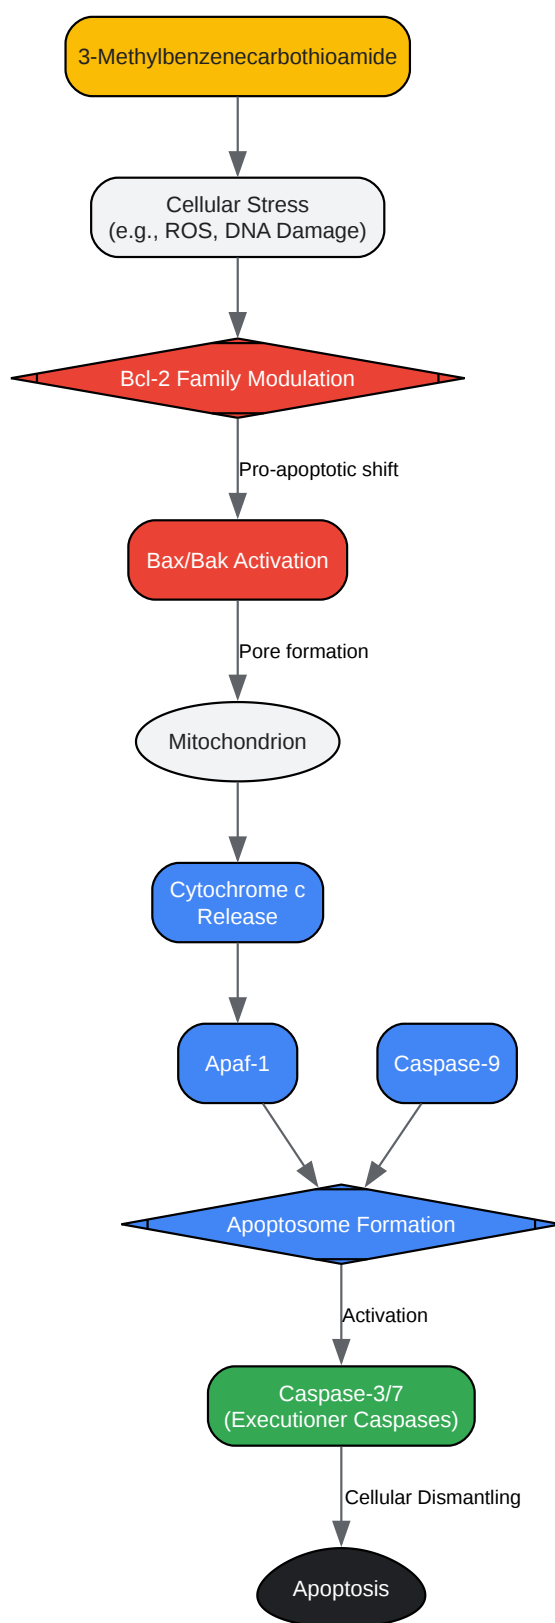 3-Methylbenzenecarbothioamide
Cellular Stress
(e.g., ROS, DNA Damage)
Bcl-2 Family Modulation
Pro-apoptotic shift
Bax/Bak Activation
Pore formation
Mitochondrion
Cytochrome c
Release
Apaf-1
Caspase-9
Apoptosome Formation
Activation
Caspase-3/7
(Executioner Caspases)
Cellular Dismantling
Apoptosis